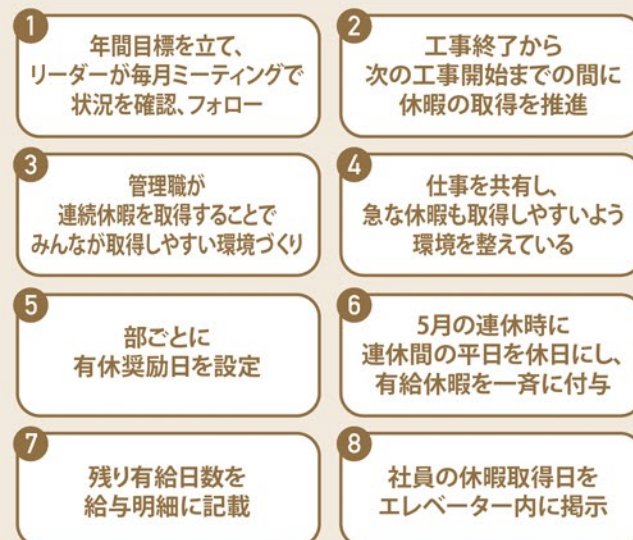 1
年間目標を立て、
リーダーが毎月ミーティングで
状況を確認、フォロー
2
工事終了から
次の工事開始までの間に
休暇の取得を推進
3
管理職が
連続休暇を取得することで
みんなが取得しやすい環境づくり
4
仕事を共有し、
急な休暇も取得しやすいよう
環境を整えている
5
部ごとに
有休奨励日を設定
6
5月の連休時に
連休間の平日を休日にし、
有給休暇を一斉に付与
7
残り有給日数を
給与明細に記載
8
社員の休暇取得日を
エレベーター内に掲示